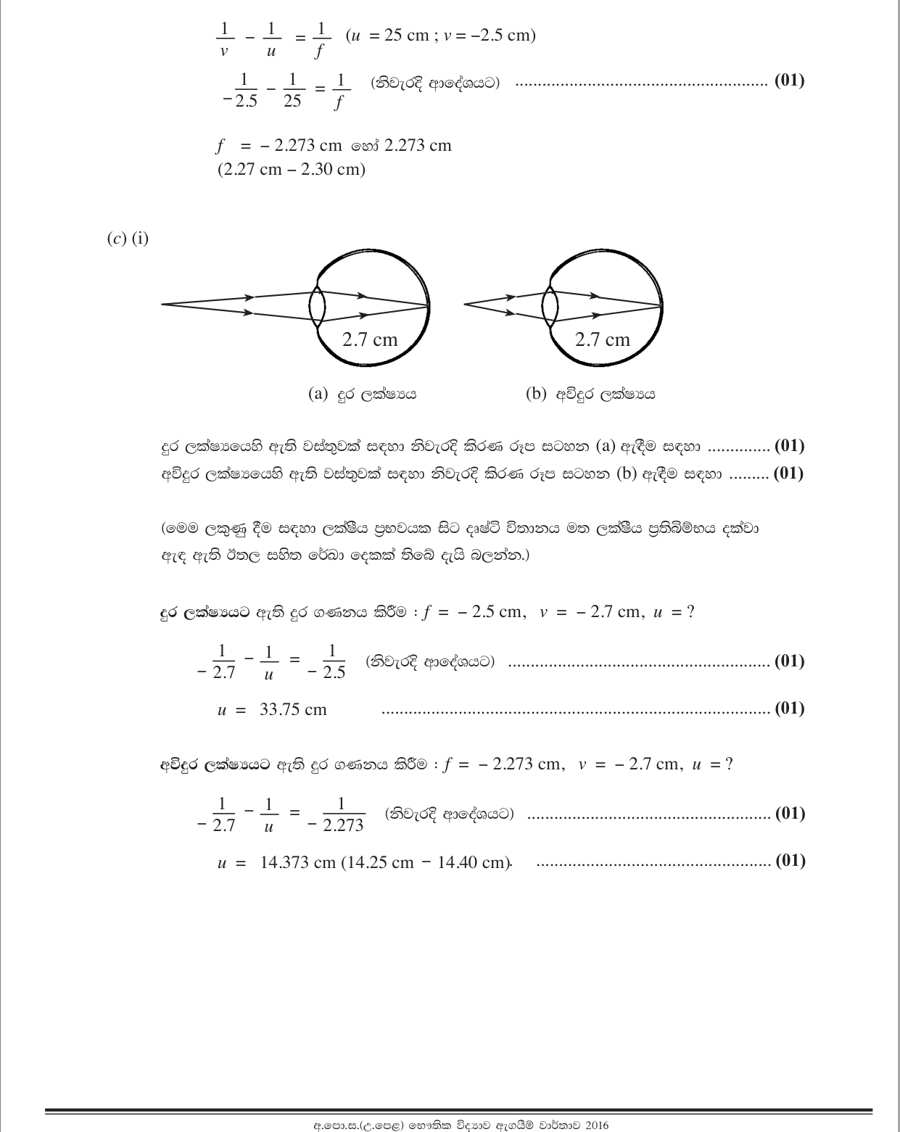 1/v − 1/u = 1/f (u = 25 cm ; v = −2.5 cm)
1/−2.5 − 1/25 = 1/f (නිවැරදි ආදේශයට) ........................................................ (01)
f = − 2.273 cm හෝ 2.273 cm
(2.27 cm − 2.30 cm)
(c) (i)
2.7 cm 2.7 cm
(a) දුර ලක්ෂ්‍යය (b) අවිදුර ලක්ෂ්‍යය
දුර ලක්ෂ්‍යයෙහි ඇති වස්තුවක් සඳහා නිවැරදි කිරණ රූප සටහන (a) ඇඳීම සඳහා .............. (01)
අවිදුර ලක්ෂ්‍යයෙහි ඇති වස්තුවක් සඳහා නිවැරදි කිරණ රූප සටහන (b) ඇඳීම සඳහා ......... (01)
(මෙම ලකුණු දීම සඳහා ලක්ෂීය ප්‍රභවයක සිට දෘෂ්ටි විතානය මත ලක්ෂීය ප්‍රතිබිම්භය දක්වා
ඇඳ ඇති ඊතල සහිත රේඛා දෙකක් තිබේ දැයි බලන්න.)
දුර ලක්ෂ්‍යයට ඇති දුර ගණනය කිරීම : f = − 2.5 cm, v = − 2.7 cm, u = ?
− 1/2.7 − 1/u = 1/− 2.5 (නිවැරදි ආදේශයට) .......................................................... (01)
u = 33.75 cm ...................................................................................... (01)
අවිදුර ලක්ෂ්‍යයට ඇති දුර ගණනය කිරීම : f = − 2.273 cm, v = − 2.7 cm, u = ?
− 1/2.7 − 1/u = 1/− 2.273 (නිවැරදි ආදේශයට) ...................................................... (01)
u = 14.373 cm (14.25 cm − 14.40 cm). .................................................... (01)
අ.පො.ස.(උ.පෙළ) භෞතික විද්‍යාව ඇගයීම් වාර්තාව 2016